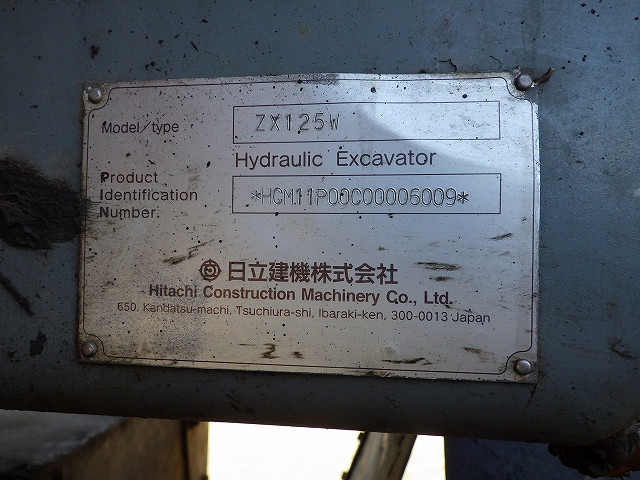 Model/type ZX125W
Hydraulic Excavator
Product
Identification
Number
*HCM11P00C00006009*
日立建機株式会社
Hitachi Construction Machinery Co., Ltd.
650, Kandatsu-machi, Tsuchiura-shi, Ibaraki-ken, 300-0013 Japan